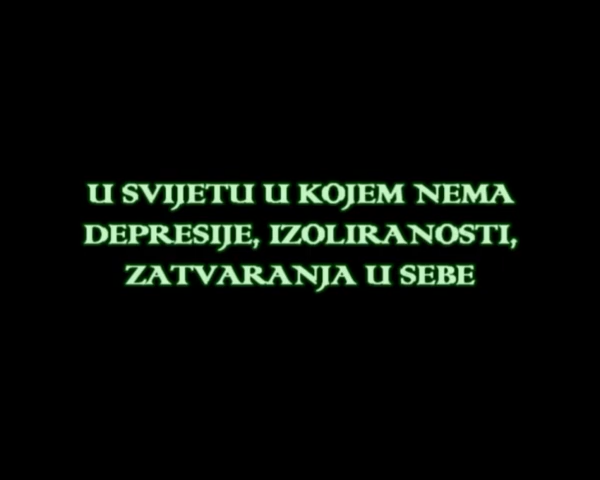 U SVIJETU U KOJEM NEMA
DEPRESIJE, IZOLIRANOSTI,
ZATVARANJA U SEBE